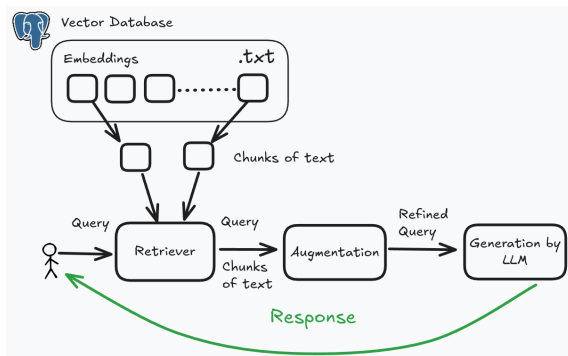 Vector Database
Embeddings
.txt
Chunks of text
Query
Retriever
Query
Chunks
of text
Augmentation
Refined
Query
Generation by
LLM
Response